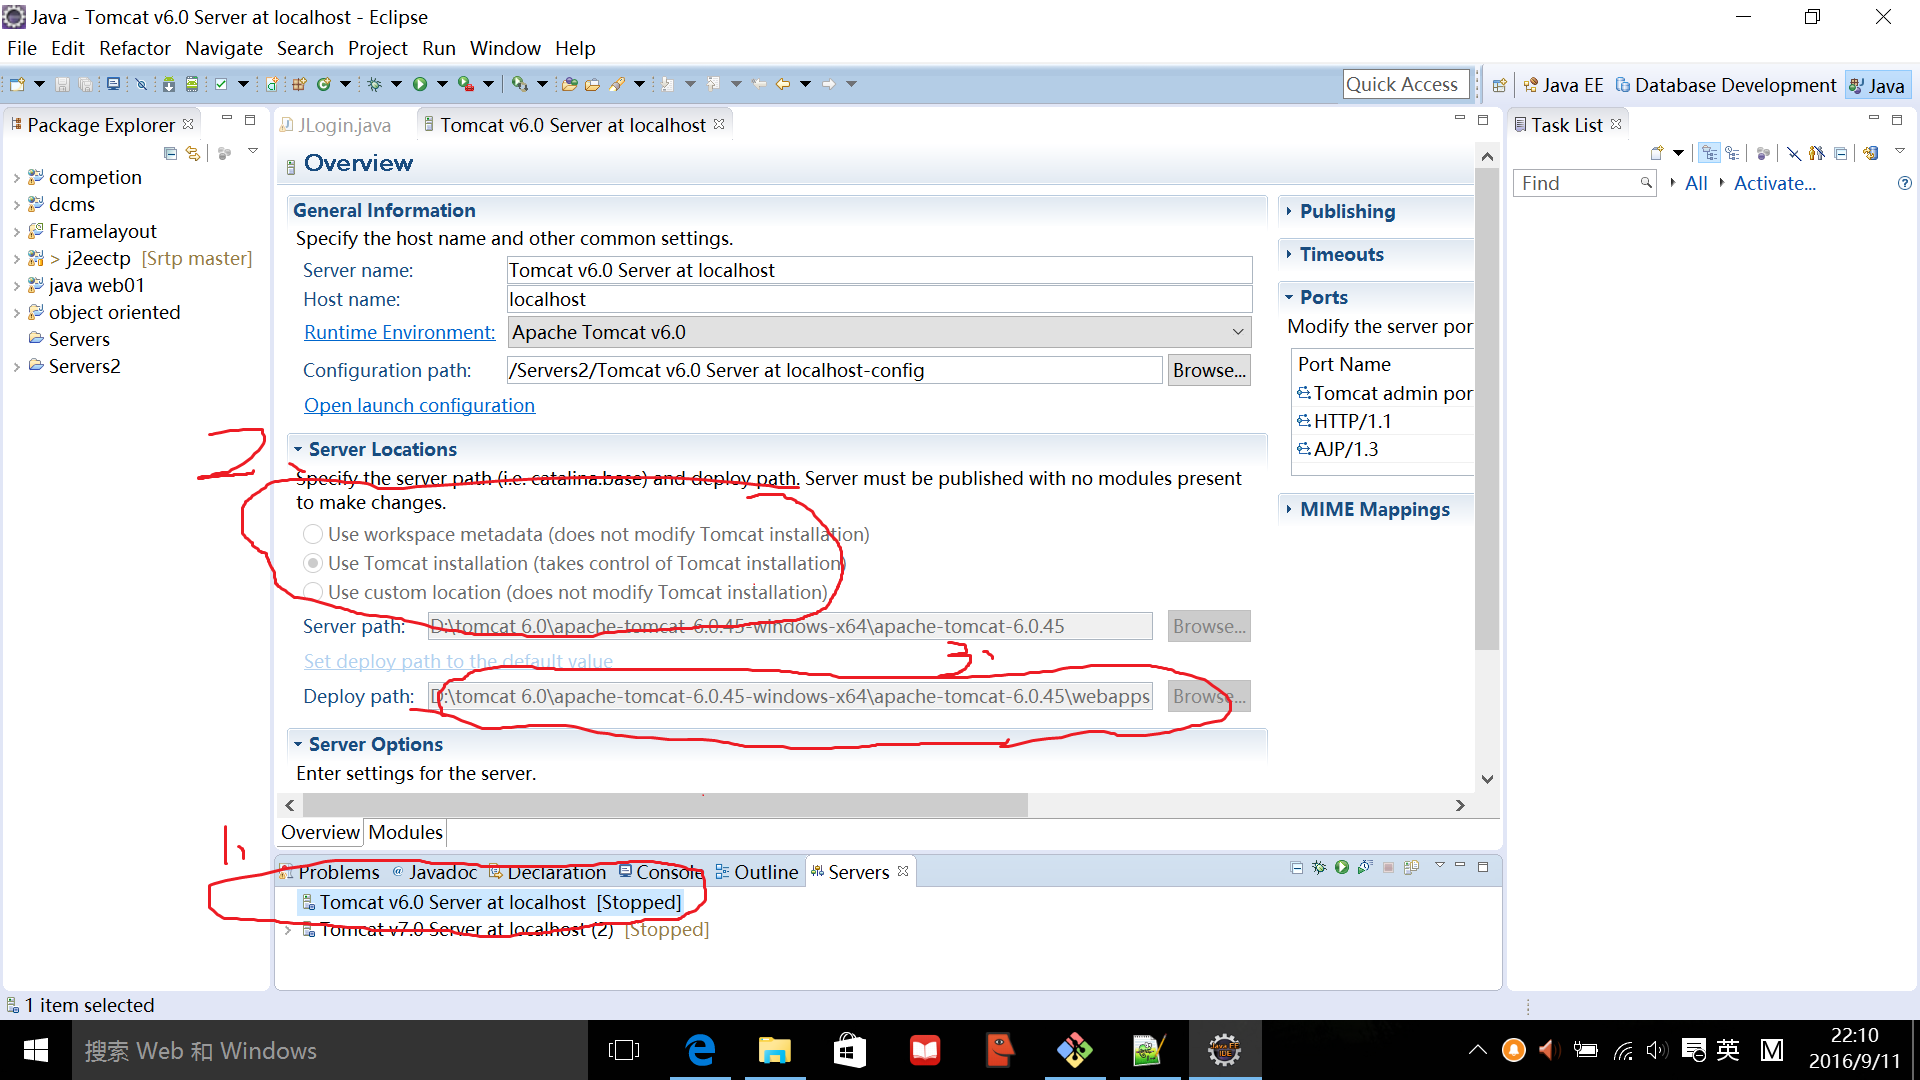 Java - Tomcat v6.0 Server at localhost - Eclipse
File Edit Refactor Navigate Search Project Run Window Help
Quick Access
Java EE
Database Development
Java
Package Explorer
competion
dcms
Framelayout
> j2eectp [Srtp master]
java web01
object oriented
Servers
Servers2
JLogin.java
Tomcat v6.0 Server at localhost
Overview
General Information
Specify the host name and other common settings.
Server name: Tomcat v6.0 Server at localhost
Host name: localhost
Runtime Environment: Apache Tomcat v6.0
Configuration path: /Servers2/Tomcat v6.0 Server at localhost-config Browse...
Open launch configuration
2、
Server Locations
Specify the server path (i.e. catalina.base) and deploy path. Server must be published with no modules present
to make changes.
Use workspace metadata (does not modify Tomcat installation)
Use Tomcat installation (takes control of Tomcat installation)
Use custom location (does not modify Tomcat installation)
Server path: D:\tomcat 6.0\apache-tomcat-6.0.45-windows-x64\apache-tomcat-6.0.45 Browse...
Set deploy path to the default value
3、
Deploy path: D:\tomcat 6.0\apache-tomcat-6.0.45-windows-x64\apache-tomcat-6.0.45\webapps Browse...
Server Options
Enter settings for the server.
Publishing
Timeouts
Ports
Modify the server por
Port Name
Tomcat admin por
HTTP/1.1
AJP/1.3
MIME Mappings
Overview Modules
1、
Problems
@ Javadoc
Declaration
Console
Outline
Servers
Tomcat v6.0 Server at localhost [Stopped]
Tomcat v7.0 Server at localhost (2) [Stopped]
Task List
Find
All
Activate...
1 item selected
搜索 Web 和 Windows
Java EE
IDE
英
M
22:10
2016/9/11